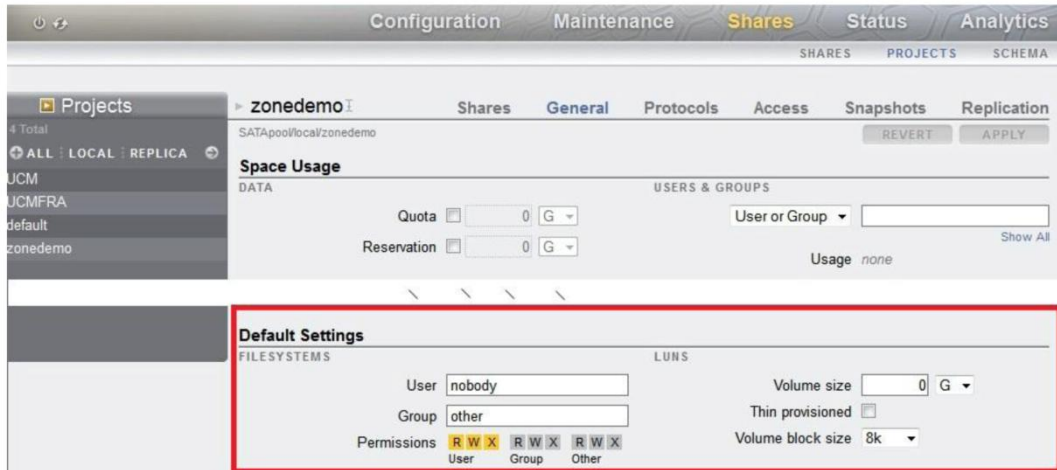 Configuration Maintenance Shares Status Analytics
SHARES PROJECTS SCHEMA
Projects
4 Total
ALL LOCAL REPLICA
UCM
UCMFRA
default
zonedemo
zonedemo Shares General Protocols Access Snapshots Replication
SATApool/local/zonedemo REVERT APPLY
Space Usage
DATA USERS & GROUPS
Quota 0 G User or Group
Show All
Reservation 0 G
Usage none
Default Settings
FILESYSTEMS LUNS
User nobody Volume size 0 G
Group other Thin provisioned
Permissions R W X R W X R W X Volume block size 8k
User Group Other